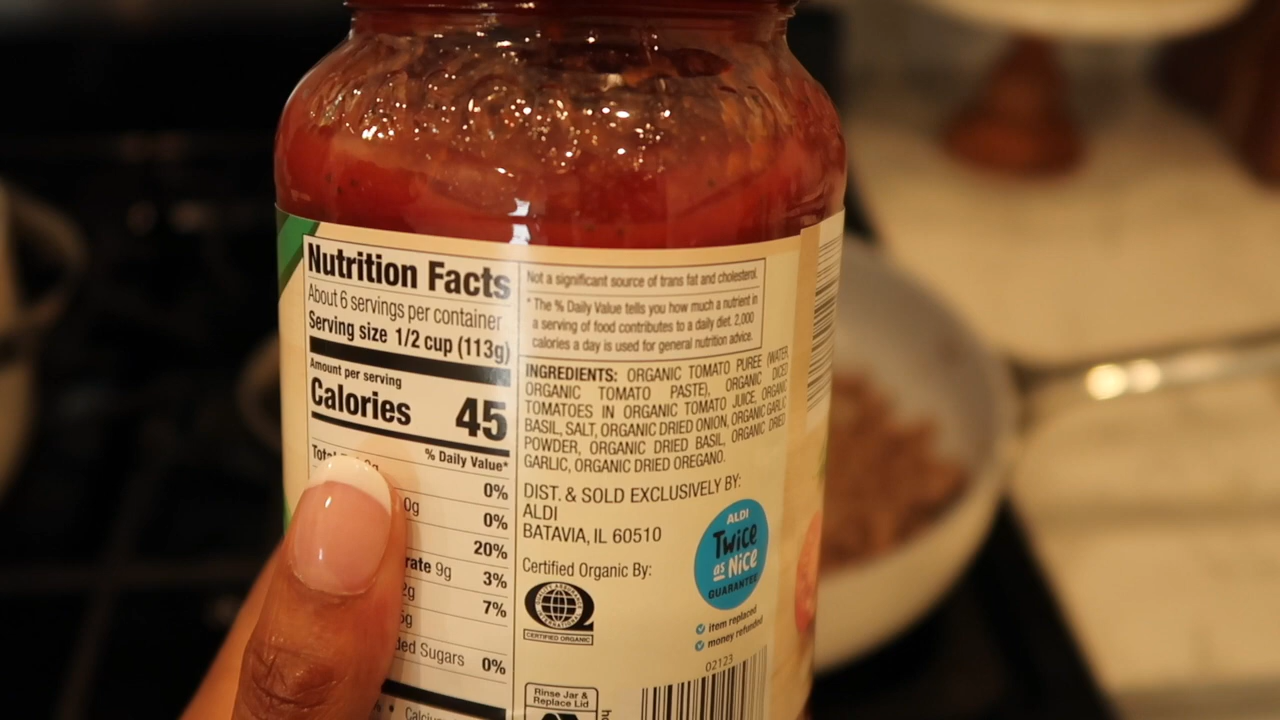 Nutrition Facts
About 6 servings per container
Serving size 1/2 cup (113g)
Amount per serving
Calories 45
% Daily Value*
0%
0g 0%
20%
rate 9g 3%
2g 7%
5g
ded Sugars 0%
Not a significant source of trans fat and cholesterol.
* The % Daily Value tells you how much a nutrient in
a serving of food contributes to a daily diet. 2,000
calories a day is used for general nutrition advice.
INGREDIENTS: ORGANIC TOMATO PUREE (WATER,
ORGANIC TOMATO PASTE), ORGANIC DICED
TOMATOES IN ORGANIC TOMATO JUICE, ORGANIC
BASIL, SALT, ORGANIC DRIED ONION, ORGANIC GARLIC
POWDER, ORGANIC DRIED BASIL, ORGANIC DRIED
GARLIC, ORGANIC DRIED OREGANO.
DIST. & SOLD EXCLUSIVELY BY:
ALDI
BATAVIA, IL 60510
Certified Organic By:
QUALITY ASSURANCE INTERNATIONAL
CERTIFIED ORGANIC
ALDI
Twice
as Nice
GUARANTEE
item replaced
money refunded
02123
Rinse Jar &
Replace Lid